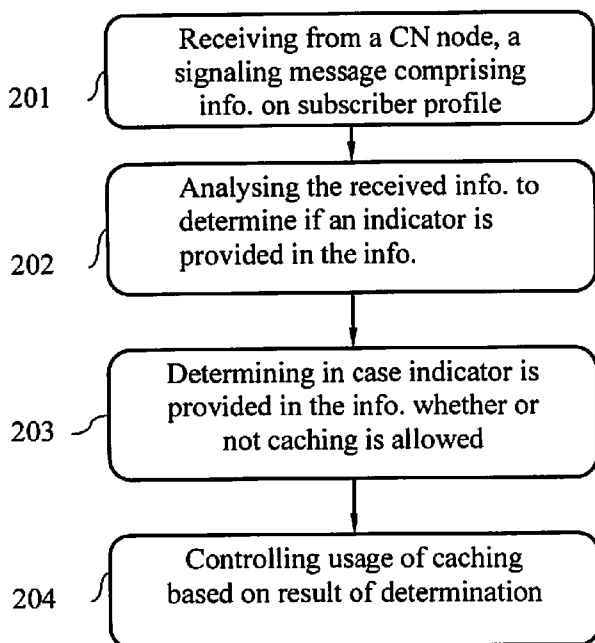 Receiving from a CN node, a
signaling message comprising
info. on subscriber profile
201
Analysing the received info. to
determine if an indicator is
provided in the info.
202
Determining in case indicator is
provided in the info. whether or
not caching is allowed
203
Controlling usage of caching
based on result of determination
204